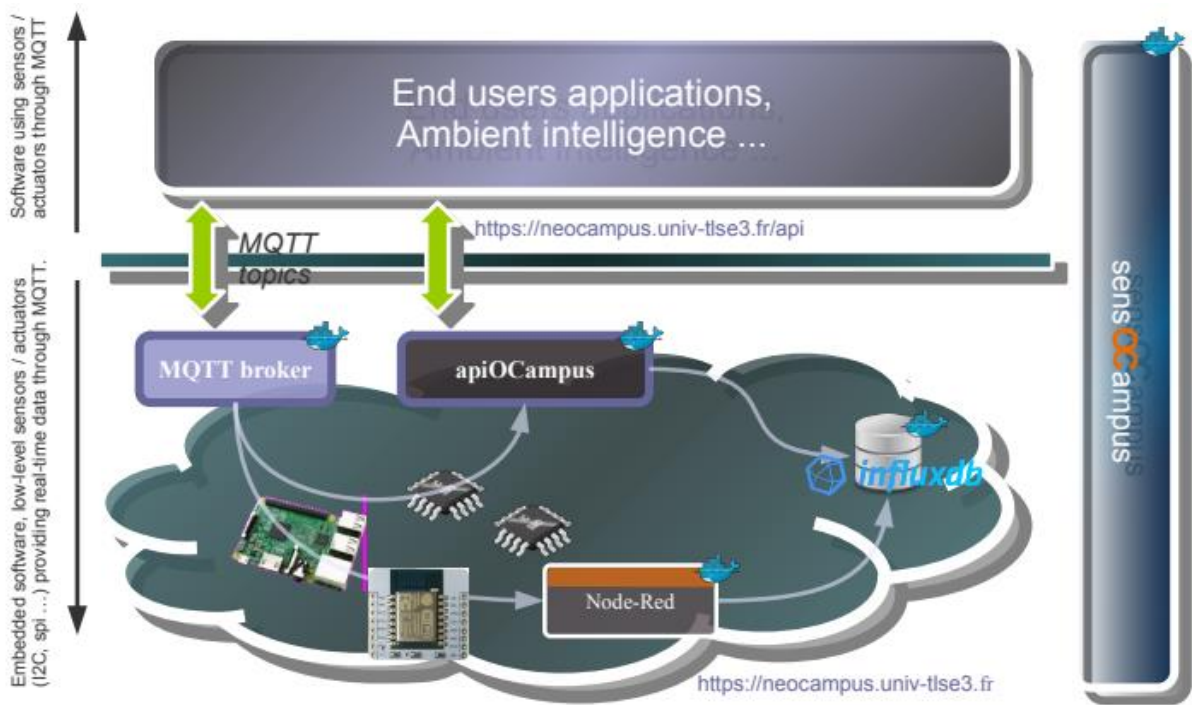 Software using sensors /
actuators through MQTT
End users applications,
Ambient intelligence ...
https://neocampus.univ-tlse3.fr/api
MQTT
topics
MQTT broker
apiOCampus
influxdb
Node-Red
https://neocampus.univ-tlse3.fr
Embedded software, low-level sensors / actuators
(I2C, spi ...) providing real-time data through MQTT.
sensOCampus